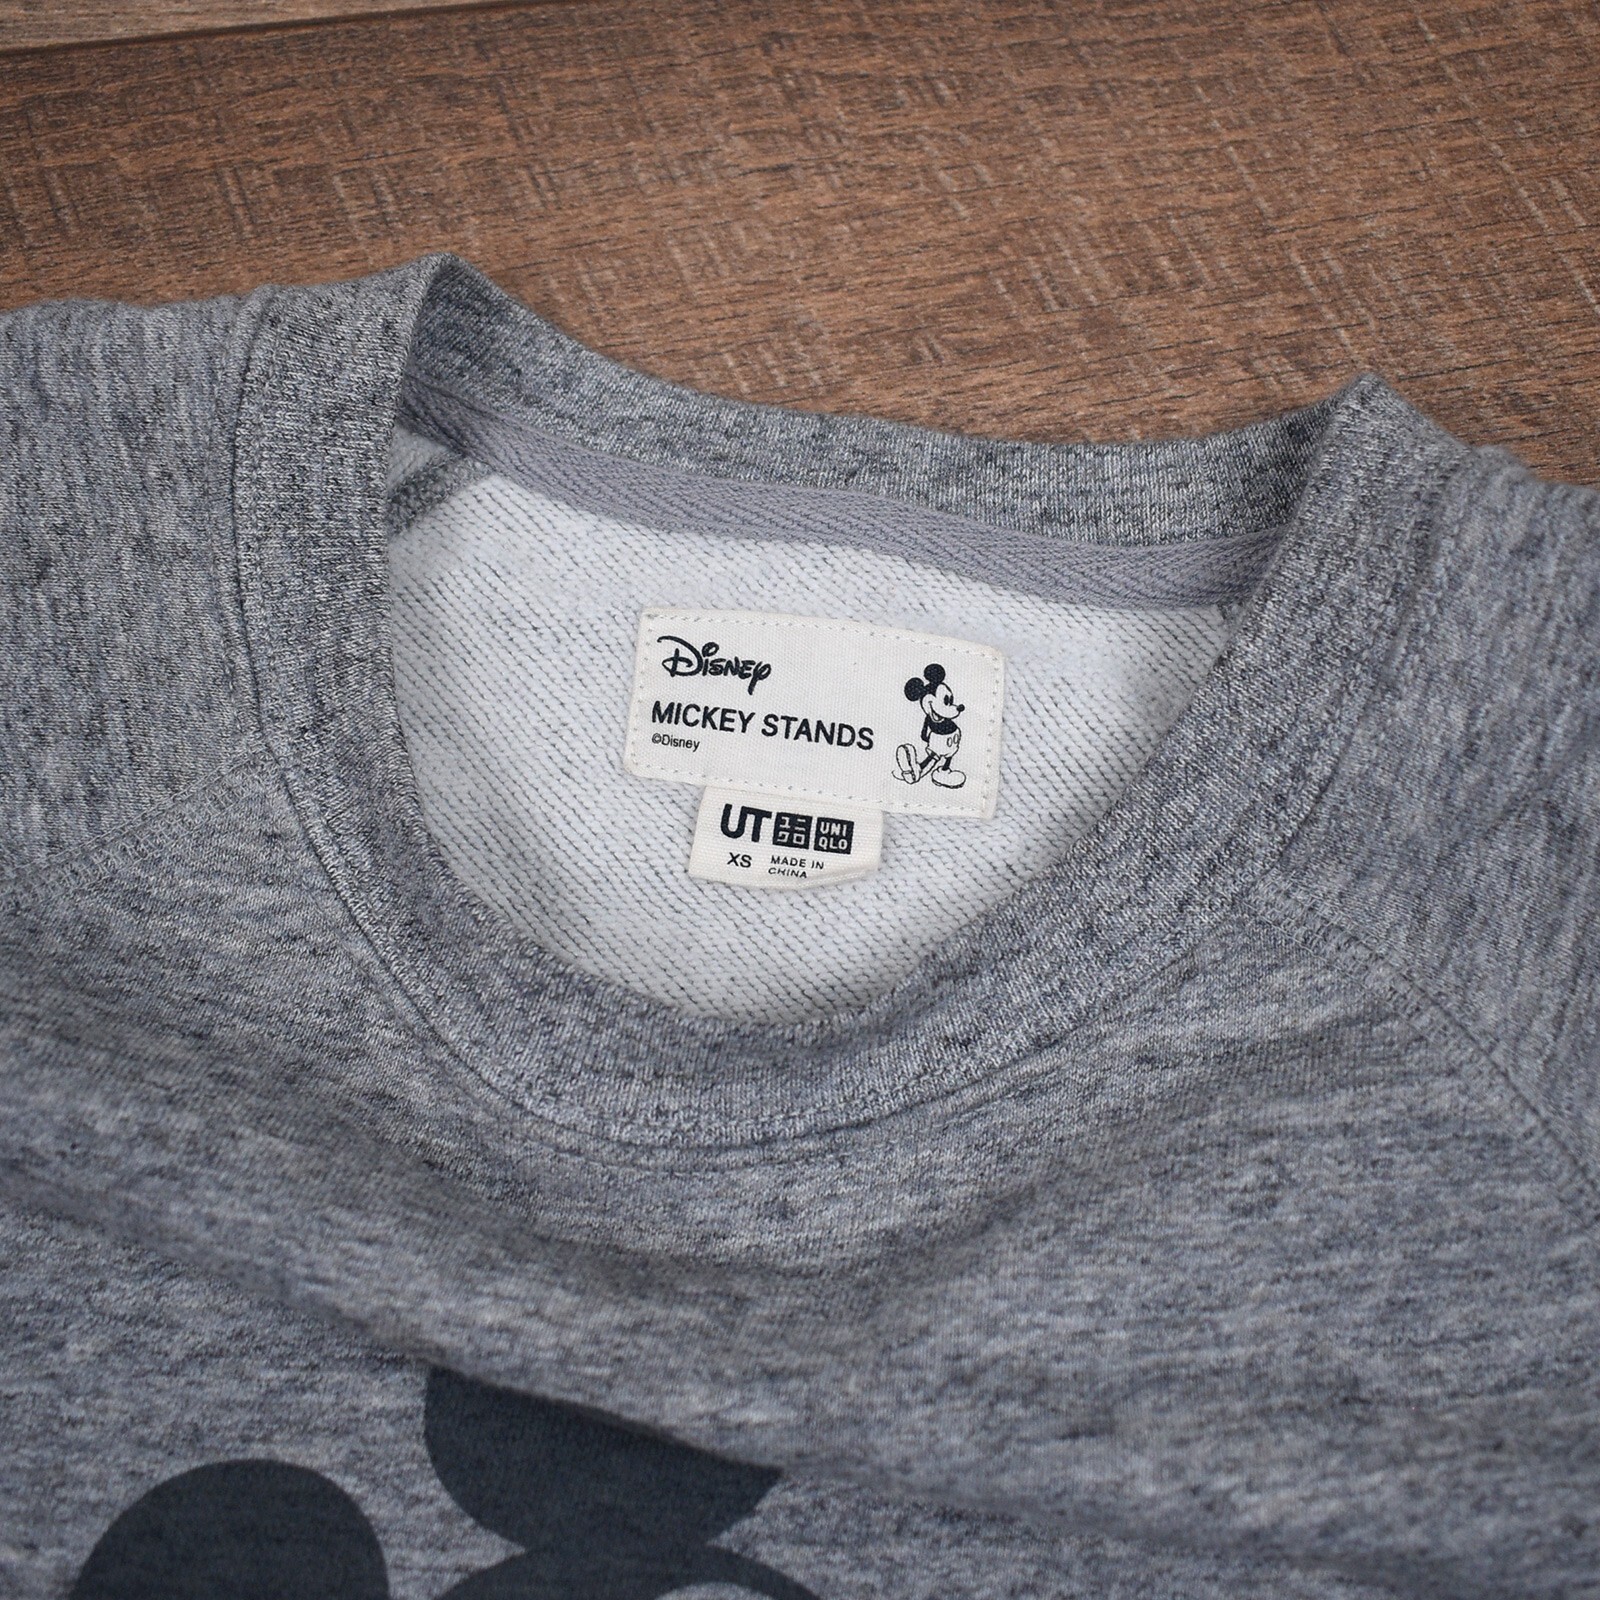 Disney
MICKEY STANDS
©Disney
UT ユニクロ UNIQLO
XS MADE IN CHINA